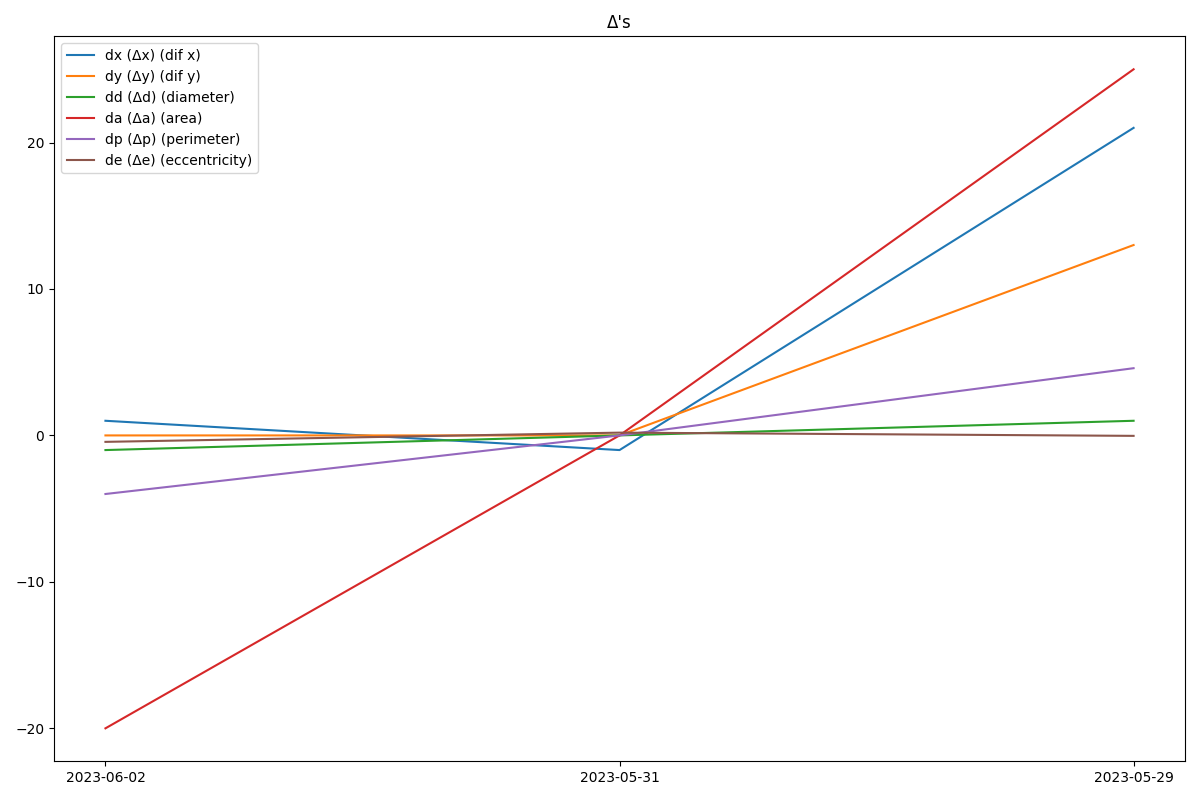 Δ's
dx (Δx) (dif x)
dy (Δy) (dif y)
dd (Δd) (diameter)
da (Δa) (area)
dp (Δp) (perimeter)
de (Δe) (eccentricity)
20
10
0
−10
−20
2023-06-02
2023-05-31
2023-05-29